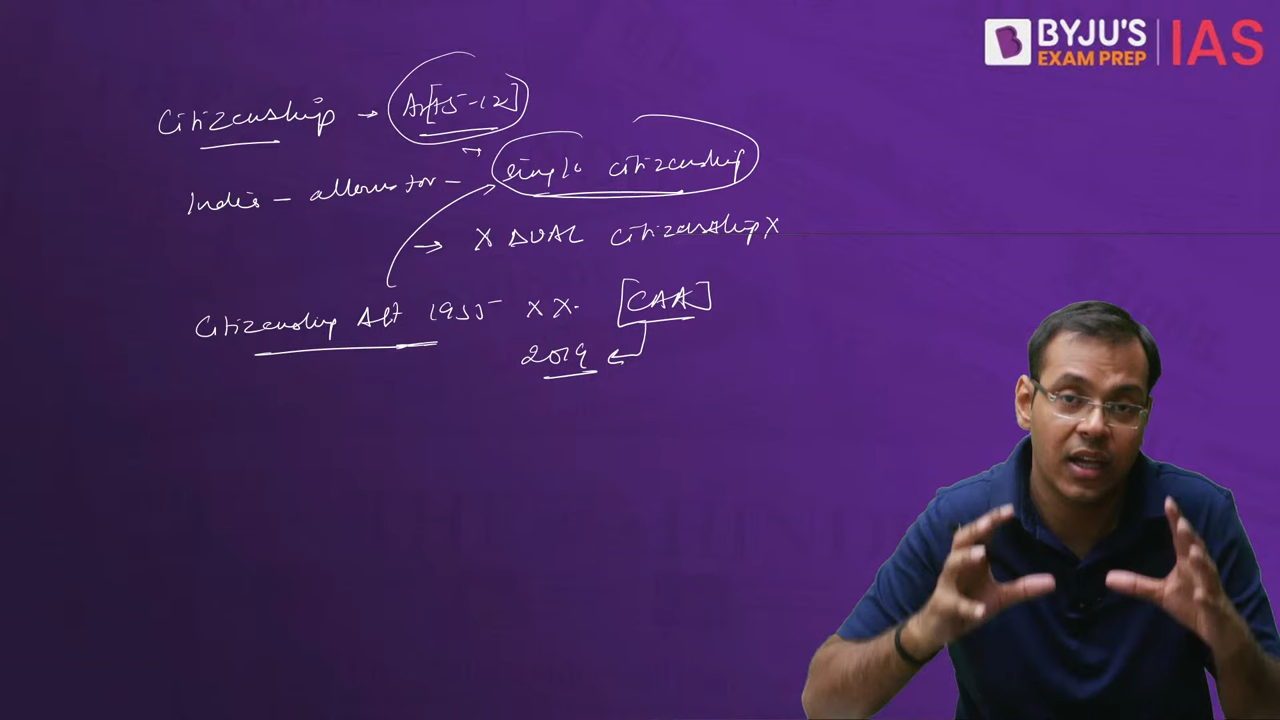 BYJU'S
EXAM PREP
IAS
Citizenship → Art[5-12]
India - allows for - single citizenship
→ X DUAL citizenship X
Citizenship Act 1955 X X. [CAA]
2019